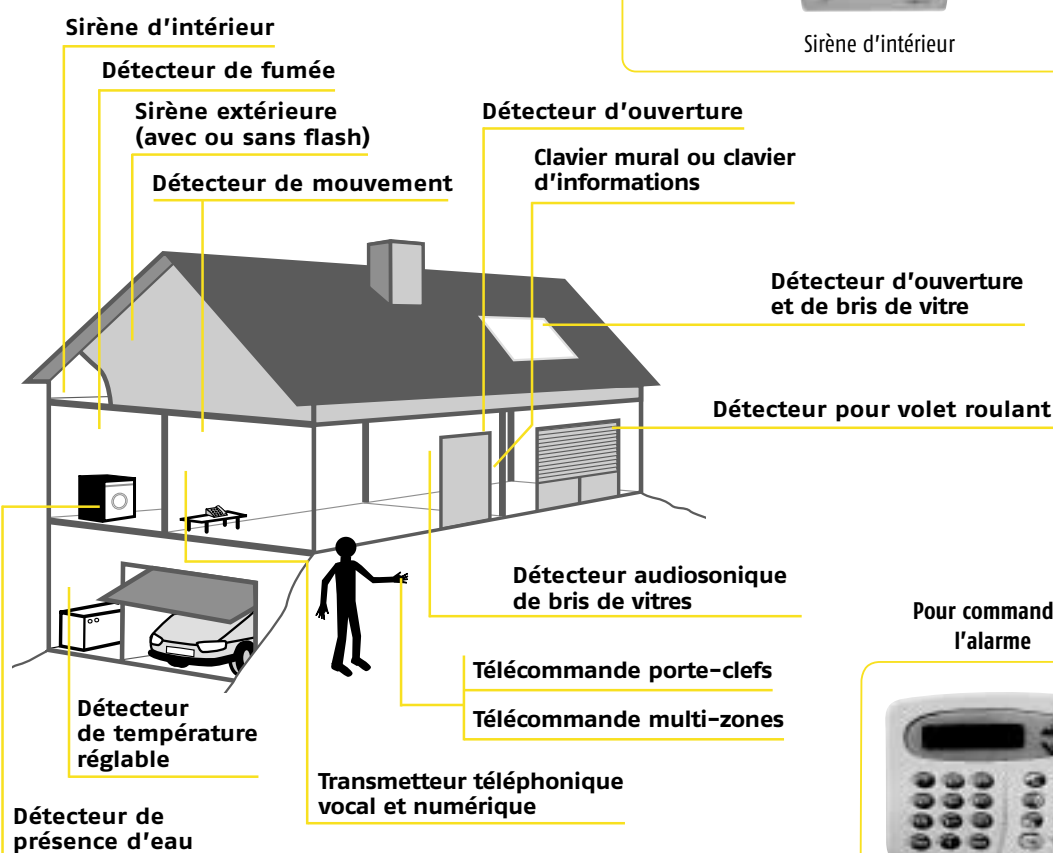 Sirène d'intérieur
Sirène d'intérieur
Détecteur de fumée
Sirène extérieure
(avec ou sans flash)
Détecteur d'ouverture
Détecteur de mouvement
Clavier mural ou clavier
d'informations
Détecteur d'ouverture
et de bris de vitre
Détecteur pour volet roulant
Détecteur audiosonique
de bris de vitres
Pour command
l'alarme
Télécommande porte-clefs
Télécommande multi-zones
Détecteur
de température
réglable
Transmetteur téléphonique
vocal et numérique
Détecteur de
présence d'eau